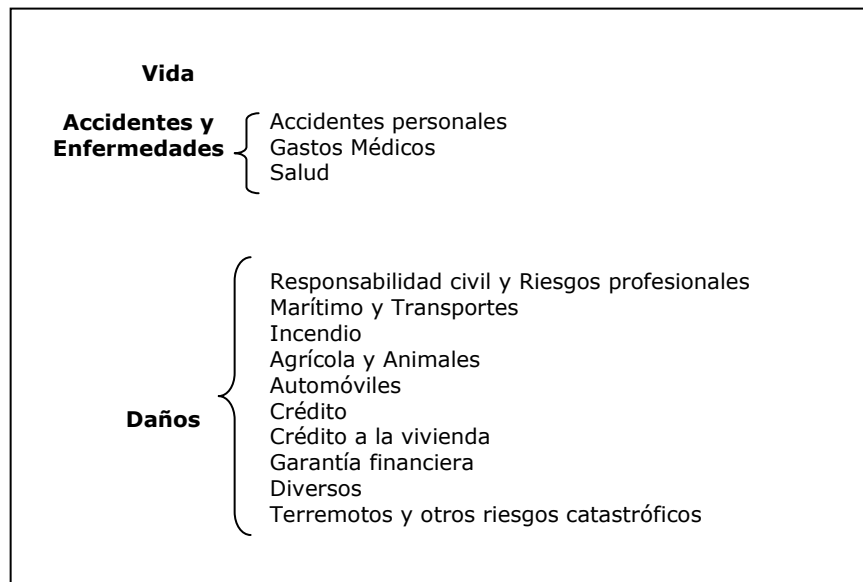 Vida
Accidentes y
Enfermedades
Accidentes personales
Gastos Médicos
Salud
Daños
Responsabilidad civil y Riesgos profesionales
Marítimo y Transportes
Incendio
Agrícola y Animales
Automóviles
Crédito
Crédito a la vivienda
Garantía financiera
Diversos
Terremotos y otros riesgos catastróficos